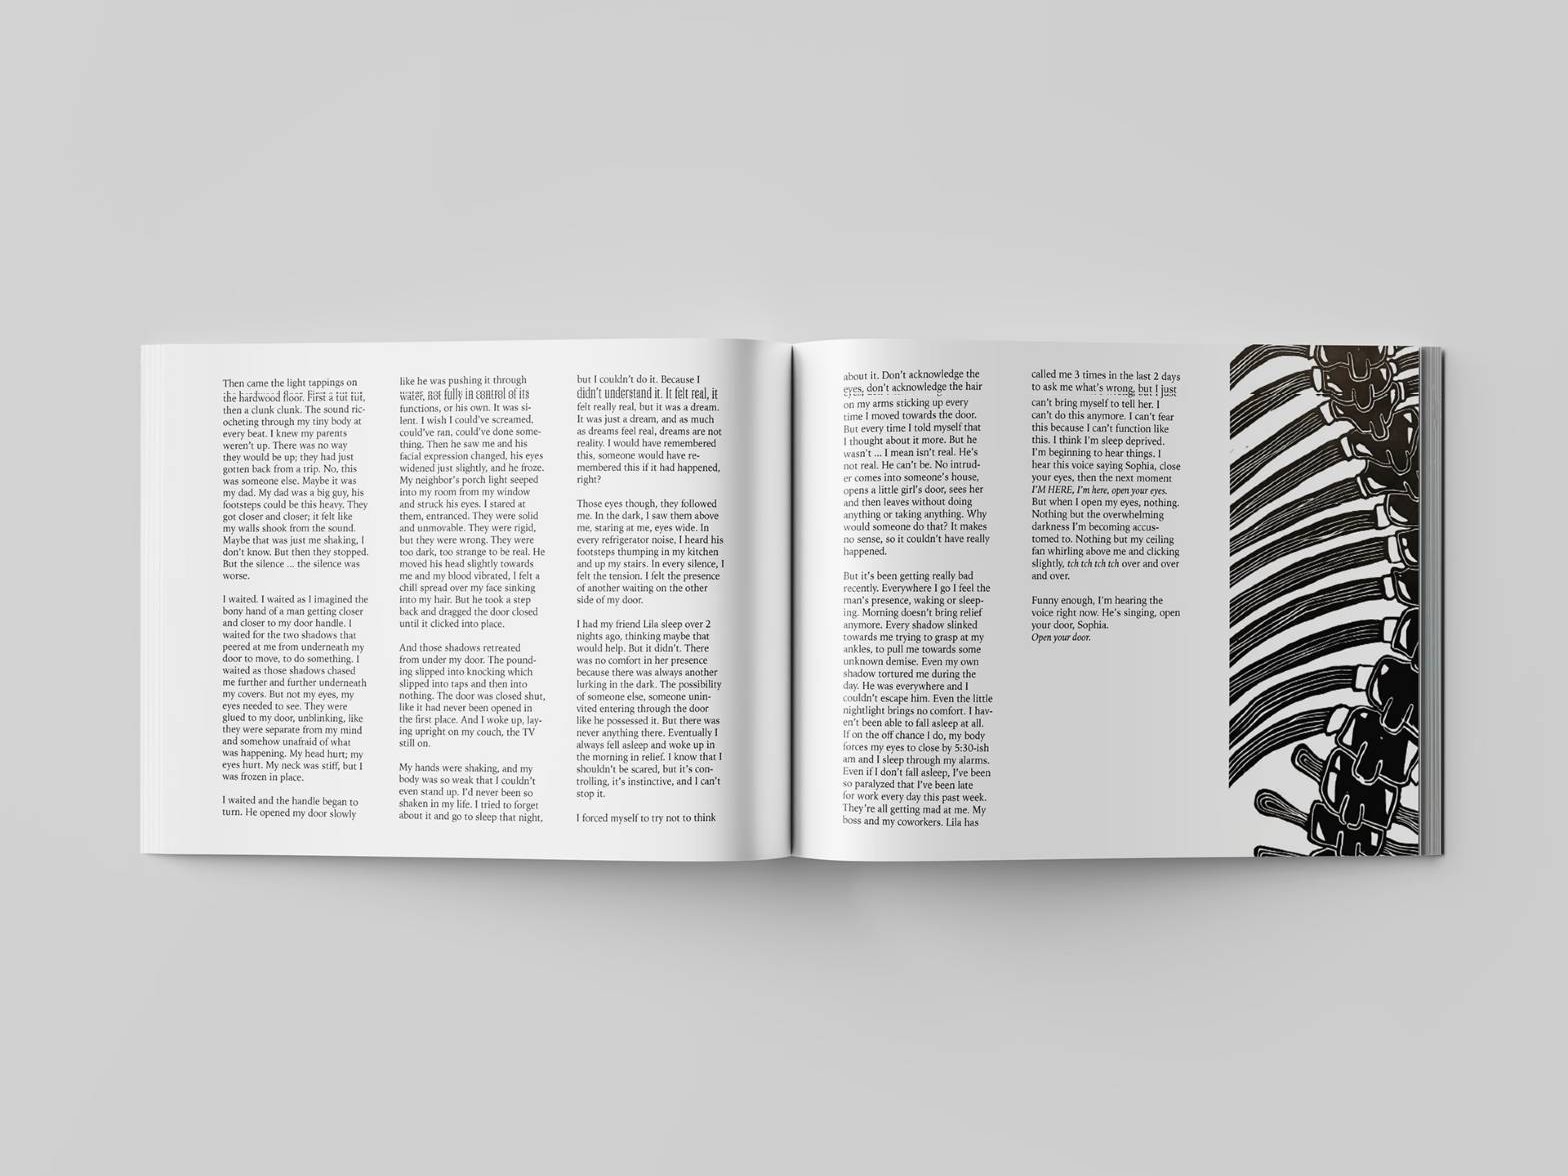 Then came the light tappings on
the hardwood floor. First a tut tut,
then a clunk clunk. The sound ric-
ocheting through my tiny body at
every beat. I knew my parents
weren't up. There was no way
they would be up; they had just
gotten back from a trip. No, this
was someone else. Maybe it was
my dad. My dad was a big guy, his
footsteps could be this heavy. They
got closer and closer; it felt like
my walls shook from the sound.
Maybe that was just me shaking, I
don't know. But then they stopped.
But the silence ... the silence was
worse.
I waited. I waited as I imagined the
bony hand of a man getting closer
and closer to my door handle. I
waited for the two shadows that
peered at me from underneath my
door to move, to do something. I
waited as those shadows chased
me further and further underneath
my covers. But not my eyes, my
eyes needed to see. They were
glued to my door, unblinking, like
they were separate from my mind
and somehow unafraid of what
was happening. My head hurt; my
eyes hurt. My neck was stiff, but I
was frozen in place.
I waited and the handle began to
turn. He opened my door slowly
like he was pushing it through
water, not fully in control of its
functions, or his own. It was si-
lent. I wish I could've screamed,
could've ran, could've done some-
thing. Then he saw me and his
facial expression changed, his eyes
widened just slightly, and he froze.
My neighbor's porch light seeped
into my room from my window
and struck his eyes. I stared at
them, entranced. They were solid
and unmovable. They were rigid,
but they were wrong. They were
too dark, too strange to be real. He
moved his head slightly towards
me and my blood vibrated, I felt a
chill spread over my face sinking
into my hair. But he took a step
back and dragged the door closed
until it clicked into place.
And those shadows retreated
from under my door. The pound-
ing slipped into knocking which
slipped into taps and then into
nothing. The door was closed shut,
like it had never been opened in
the first place. And I woke up, lay-
ing upright on my couch, the TV
still on.
My hands were shaking, and my
body was so weak that I couldn't
even stand up. I'd never been so
shaken in my life. I tried to forget
about it and go to sleep that night,
but I couldn't do it. Because I
didn't understand it. It felt real, it
felt really real, but it was a dream.
It was just a dream, and as much
as dreams feel real, dreams are not
reality. I would have remembered
this, someone would have re-
membered this if it had happened,
right?
Those eyes though, they followed
me. In the dark, I saw them above
me, staring at me, eyes wide. In
every refrigerator noise, I heard his
footsteps thumping in my kitchen
and up my stairs. In every silence, I
felt the tension. I felt the presence
of another waiting on the other
side of my door.
I had my friend Lila sleep over 2
nights ago, thinking maybe that
would help. But it didn't. There
was no comfort in her presence
because there was always another
lurking in the dark. The possibility
of someone else, someone unin-
vited entering through the door
like he possessed it. But there was
never anything there. Eventually I
always fell asleep and woke up in
the morning in relief. I know that I
shouldn't be scared, but it's con-
trolling, it's instinctive, and I can't
stop it.
I forced myself to try not to think
about it. Don't acknowledge the
eyes, don't acknowledge the hair
on my arms sticking up every
time I moved towards the door.
But every time I told myself that
I thought about it more. But he
wasn't ... I mean isn't real. He's
not real. He can't be. No intrud-
er comes into someone's house,
opens a little girl's door, sees her
and then leaves without doing
anything or taking anything. Why
would someone do that? It makes
no sense, so it couldn't have really
happened.
But it's been getting really bad
recently. Everywhere I go I feel the
man's presence, waking or sleep-
ing. Morning doesn't bring relief
anymore. Every shadow slinked
towards me trying to grasp at my
ankles, to pull me towards some
unknown demise. Even my own
shadow tortured me during the
day. He was everywhere and I
couldn't escape him. Even the little
nightlight brings no comfort. I hav-
en't been able to fall asleep at all.
If on the off chance I do, my body
forces my eyes to close by 5:30-ish
am and I sleep through my alarms.
Even if I don't fall asleep, I've been
so paralyzed that I've been late
for work every day this past week.
They're all getting mad at me. My
boss and my coworkers. Lila has
called me 3 times in the last 2 days
to ask me what's wrong, but I just
can't bring myself to tell her. I
can't do this anymore. I can't fear
this because I can't function like
this. I think I'm sleep deprived.
I'm beginning to hear things. I
hear this voice saying Sophia, close
your eyes, then the next moment
I'M HERE, I'm here, open your eyes.
But when I open my eyes, nothing.
Nothing but the overwhelming
darkness I'm becoming accus-
tomed to. Nothing but my ceiling
fan whirling above me and clicking
slightly, tch tch tch tch over and over
and over.
Funny enough, I'm hearing the
voice right now. He's singing, open
your door, Sophia.
Open your door.